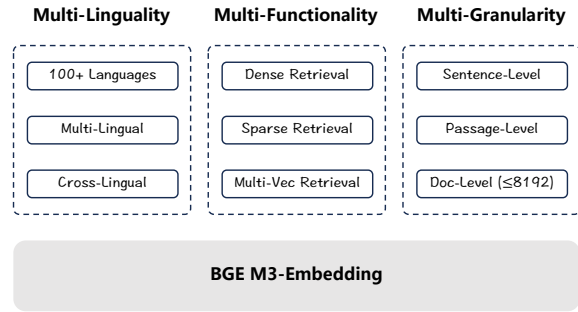 Multi-Linguality
Multi-Functionality
Multi-Granularity
100+ Languages
Dense Retrieval
Sentence-Level
Multi-Lingual
Sparse Retrieval
Passage-Level
Cross-Lingual
Multi-Vec Retrieval
Doc-Level (≤8192)
BGE M3-Embedding